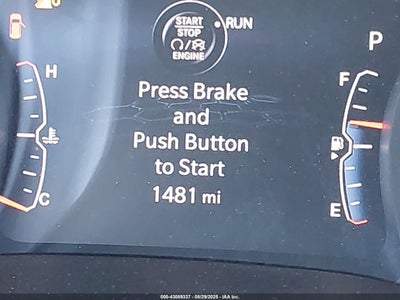 START
STOP
ENGINE
RUN
P
H
C
F
E
Press Brake
and
Push Button
to Start
1481 mi
000-43089337 - 08/29/2025 - IAA Inc.